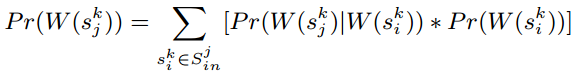 Pr(W(s_j^k)) = \sum_{s_i^k \in S_{in}^j} [Pr(W(s_j^k)|W(s_i^k)) * Pr(W(s_i^k))]